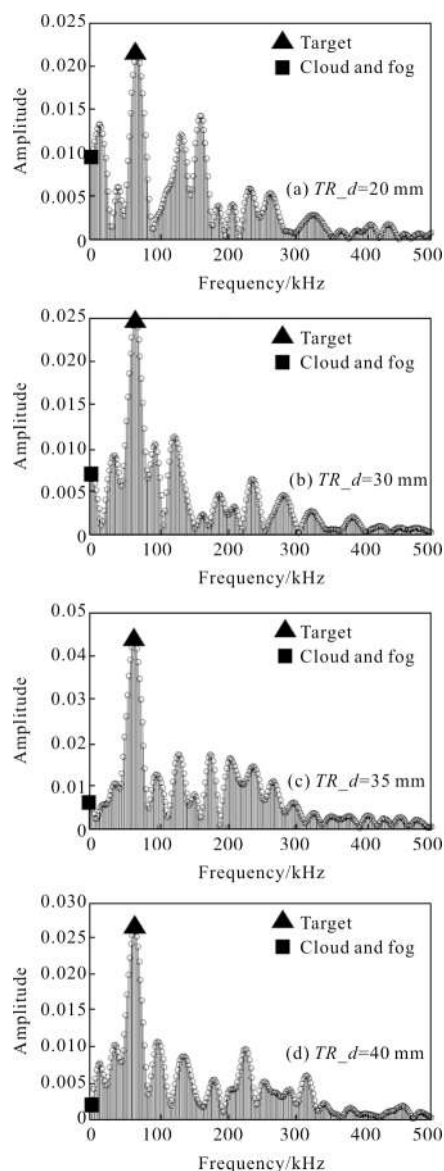 0.025
0.020
0.015
0.010
0.005
0
Amplitude
Target
Cloud and fog
(a) TR_d=20 mm
0 100 200 300 400 500
Frequency/kHz
0.025
0.020
0.015
0.010
0.005
0
Amplitude
Target
Cloud and fog
(b) TR_d=30 mm
0 100 200 300 400 500
Frequency/kHz
0.05
0.04
0.02
0.01
0
Amplitude
Target
Cloud and fog
(c) TR_d=35 mm
0 100 200 300 400 500
Frequency/kHz
0.030
0.025
0.020
0.015
0.010
0.005
0
Amplitude
Target
Cloud and fog
(d) TR_d=40 mm
0 100 200 300 400 500
Frequency/kHz